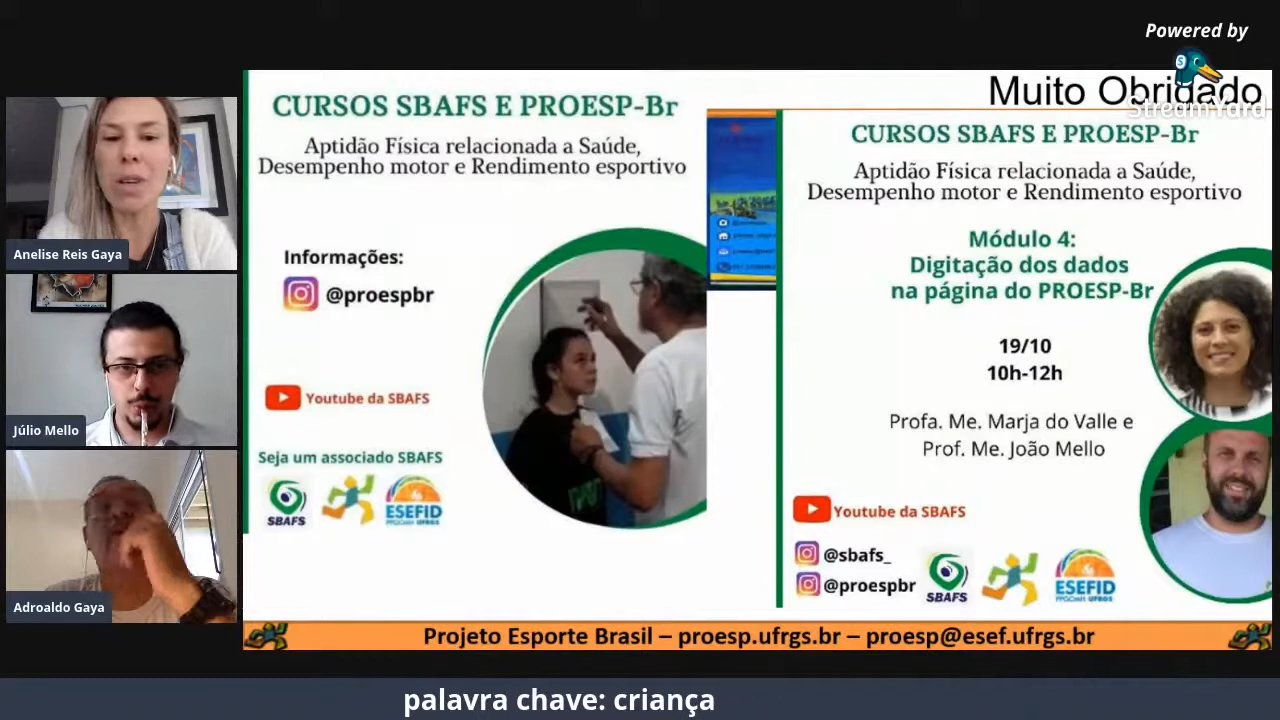 Powered by
StreamYard
Anelise Reis Gaya
Júlio Mello
Adroaldo Gaya
CURSOS SBAFS E PROESP-Br
Aptidão Física relacionada a Saúde,
Desempenho motor e Rendimento esportivo
Informações:
@proespbr
Youtube da SBAFS
Seja um associado SBAFS
SBAFS
ESEFID
UFRGS
Muito Obrigado
CURSOS SBAFS E PROESP-Br
Aptidão Física relacionada a Saúde,
Desempenho motor e Rendimento esportivo
Módulo 4:
Digitação dos dados
na página do PROESP-Br
19/10
10h-12h
Profa. Me. Marja do Valle e
Prof. Me. João Mello
Youtube da SBAFS
@sbafs_
@proespbr
SBAFS
ESEFID
UFRGS
Projeto Esporte Brasil – proesp.ufrgs.br – proesp@esef.ufrgs.br
palavra chave: criança